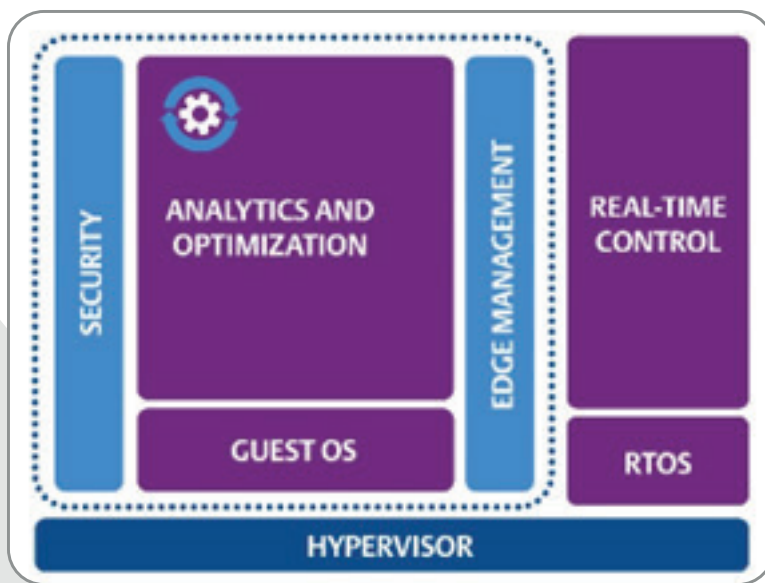 SECURITY
ANALYTICS AND
OPTIMIZATION
EDGE MANAGEMENT
REAL-TIME
CONTROL
GUEST OS
RTOS
HYPERVISOR